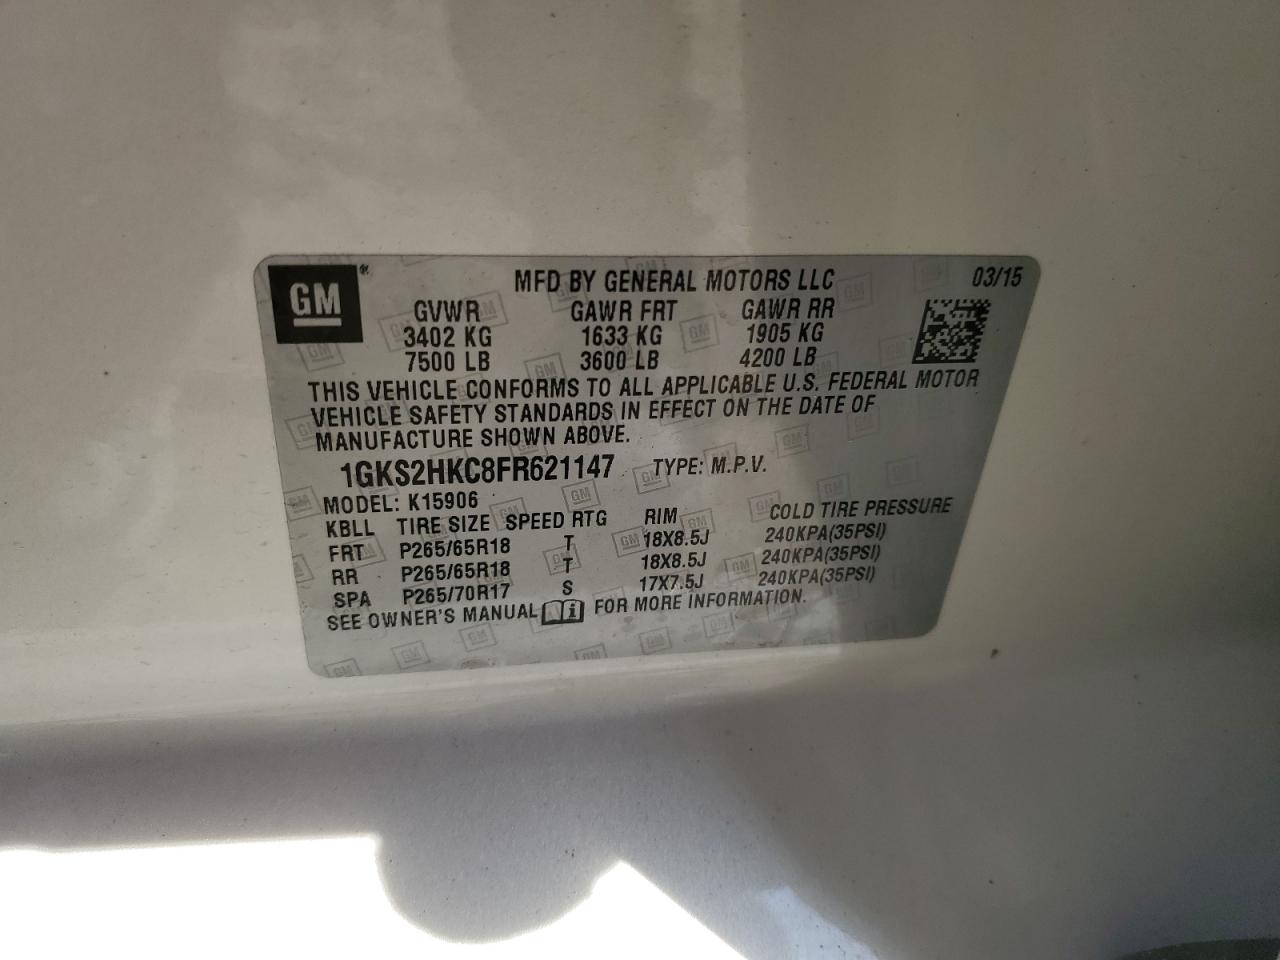 GM® MFD BY GENERAL MOTORS LLC 03/15
GVWR GAWR FRT GAWR RR
3402 KG 1633 KG 1905 KG
7500 LB 3600 LB 4200 LB
THIS VEHICLE CONFORMS TO ALL APPLICABLE U.S. FEDERAL MOTOR
VEHICLE SAFETY STANDARDS IN EFFECT ON THE DATE OF
MANUFACTURE SHOWN ABOVE.
1GKS2HKC8FR621147 TYPE: M.P.V.
MODEL: K15906
KBLL TIRE SIZE SPEED RTG RIM COLD TIRE PRESSURE
FRT P265/65R18 T 18X8.5J 240KPA(35PSI)
RR P265/65R18 T 18X8.5J 240KPA(35PSI)
SPA P265/70R17 S 17X7.5J 240KPA(35PSI)
SEE OWNER'S MANUAL i FOR MORE INFORMATION.